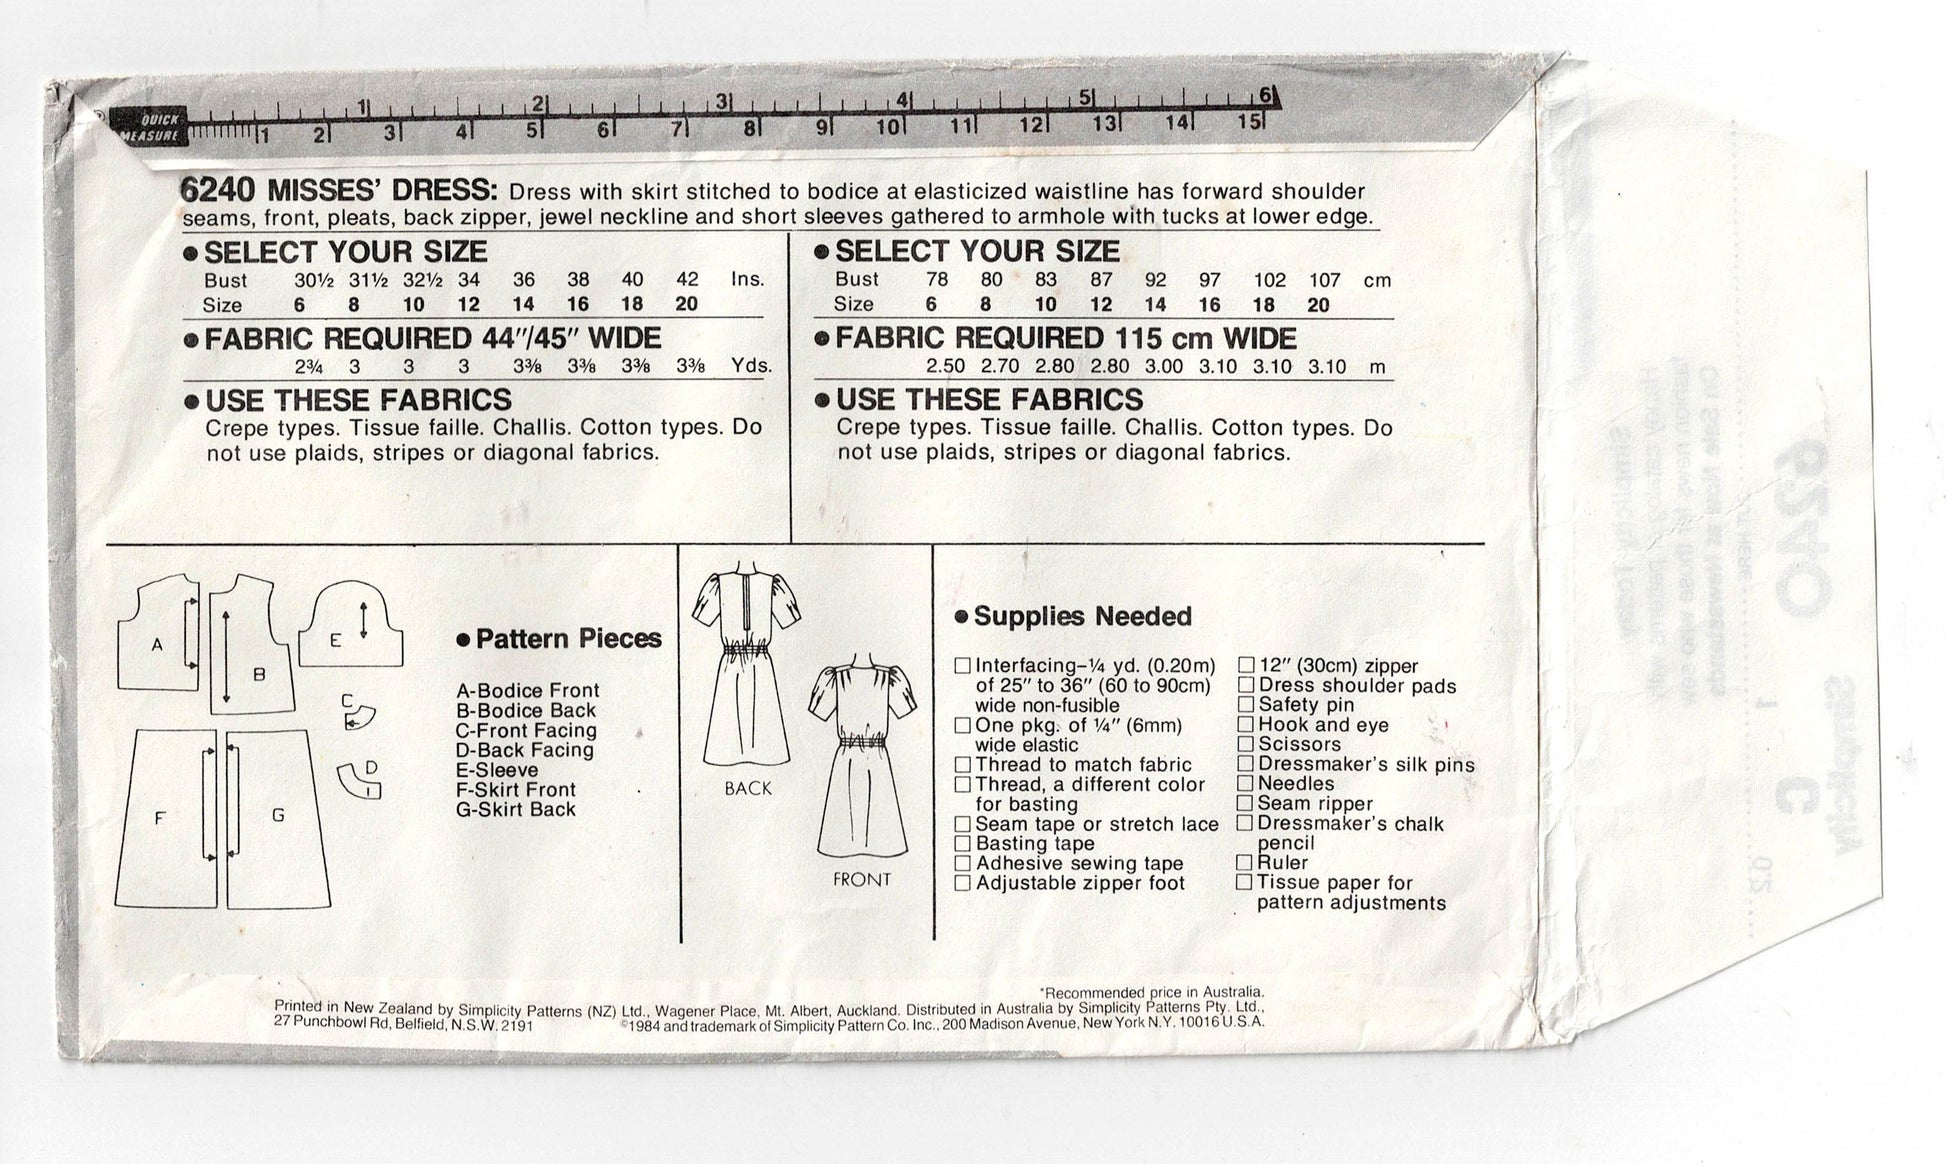 QUICK
MEASURE
1 2 3 4 5 6
1 2 3 4 5 6 7 8 9 10 11 12 13 14 15
6240 MISSES' DRESS: Dress with skirt stitched to bodice at elasticized waistline has forward shoulder
seams, front, pleats, back zipper, jewel neckline and short sleeves gathered to armhole with tucks at lower edge.
● SELECT YOUR SIZE
Bust 30½ 31½ 32½ 34 36 38 40 42 Ins.
Size 6 8 10 12 14 16 18 20
● FABRIC REQUIRED 44"/45" WIDE
2¾ 3 3 3 3⅜ 3⅜ 3⅜ 3⅜ Yds.
● USE THESE FABRICS
Crepe types. Tissue faille. Challis. Cotton types. Do
not use plaids, stripes or diagonal fabrics.
● SELECT YOUR SIZE
Bust 78 80 83 87 92 97 102 107 cm
Size 6 8 10 12 14 16 18 20
● FABRIC REQUIRED 115 cm WIDE
2.50 2.70 2.80 2.80 3.00 3.10 3.10 3.10 m
● USE THESE FABRICS
Crepe types. Tissue faille. Challis. Cotton types. Do
not use plaids, stripes or diagonal fabrics.
A
B
E
C
D
F
G
● Pattern Pieces
A-Bodice Front
B-Bodice Back
C-Front Facing
D-Back Facing
E-Sleeve
F-Skirt Front
G-Skirt Back
BACK
FRONT
● Supplies Needed
Interfacing-¼ yd. (0.20m)
of 25" to 36" (60 to 90cm)
wide non-fusible
One pkg. of ¼" (6mm)
wide elastic
Thread to match fabric
Thread, a different color
for basting
Seam tape or stretch lace
Basting tape
Adhesive sewing tape
Adjustable zipper foot
12" (30cm) zipper
Dress shoulder pads
Safety pin
Hook and eye
Scissors
Dressmaker's silk pins
Needles
Seam ripper
Dressmaker's chalk
pencil
Ruler
Tissue paper for
pattern adjustments
*Recommended price in Australia.
Printed in New Zealand by Simplicity Patterns (NZ) Ltd., Wagener Place, Mt. Albert, Auckland. Distributed in Australia by Simplicity Patterns Pty. Ltd.,
27 Punchbowl Rd, Belfield, N.S.W. 2191 ©1984 and trademark of Simplicity Pattern Co. Inc., 200 Madison Avenue, New York N.Y. 10016 U.S.A.
6240
Simplicity
C